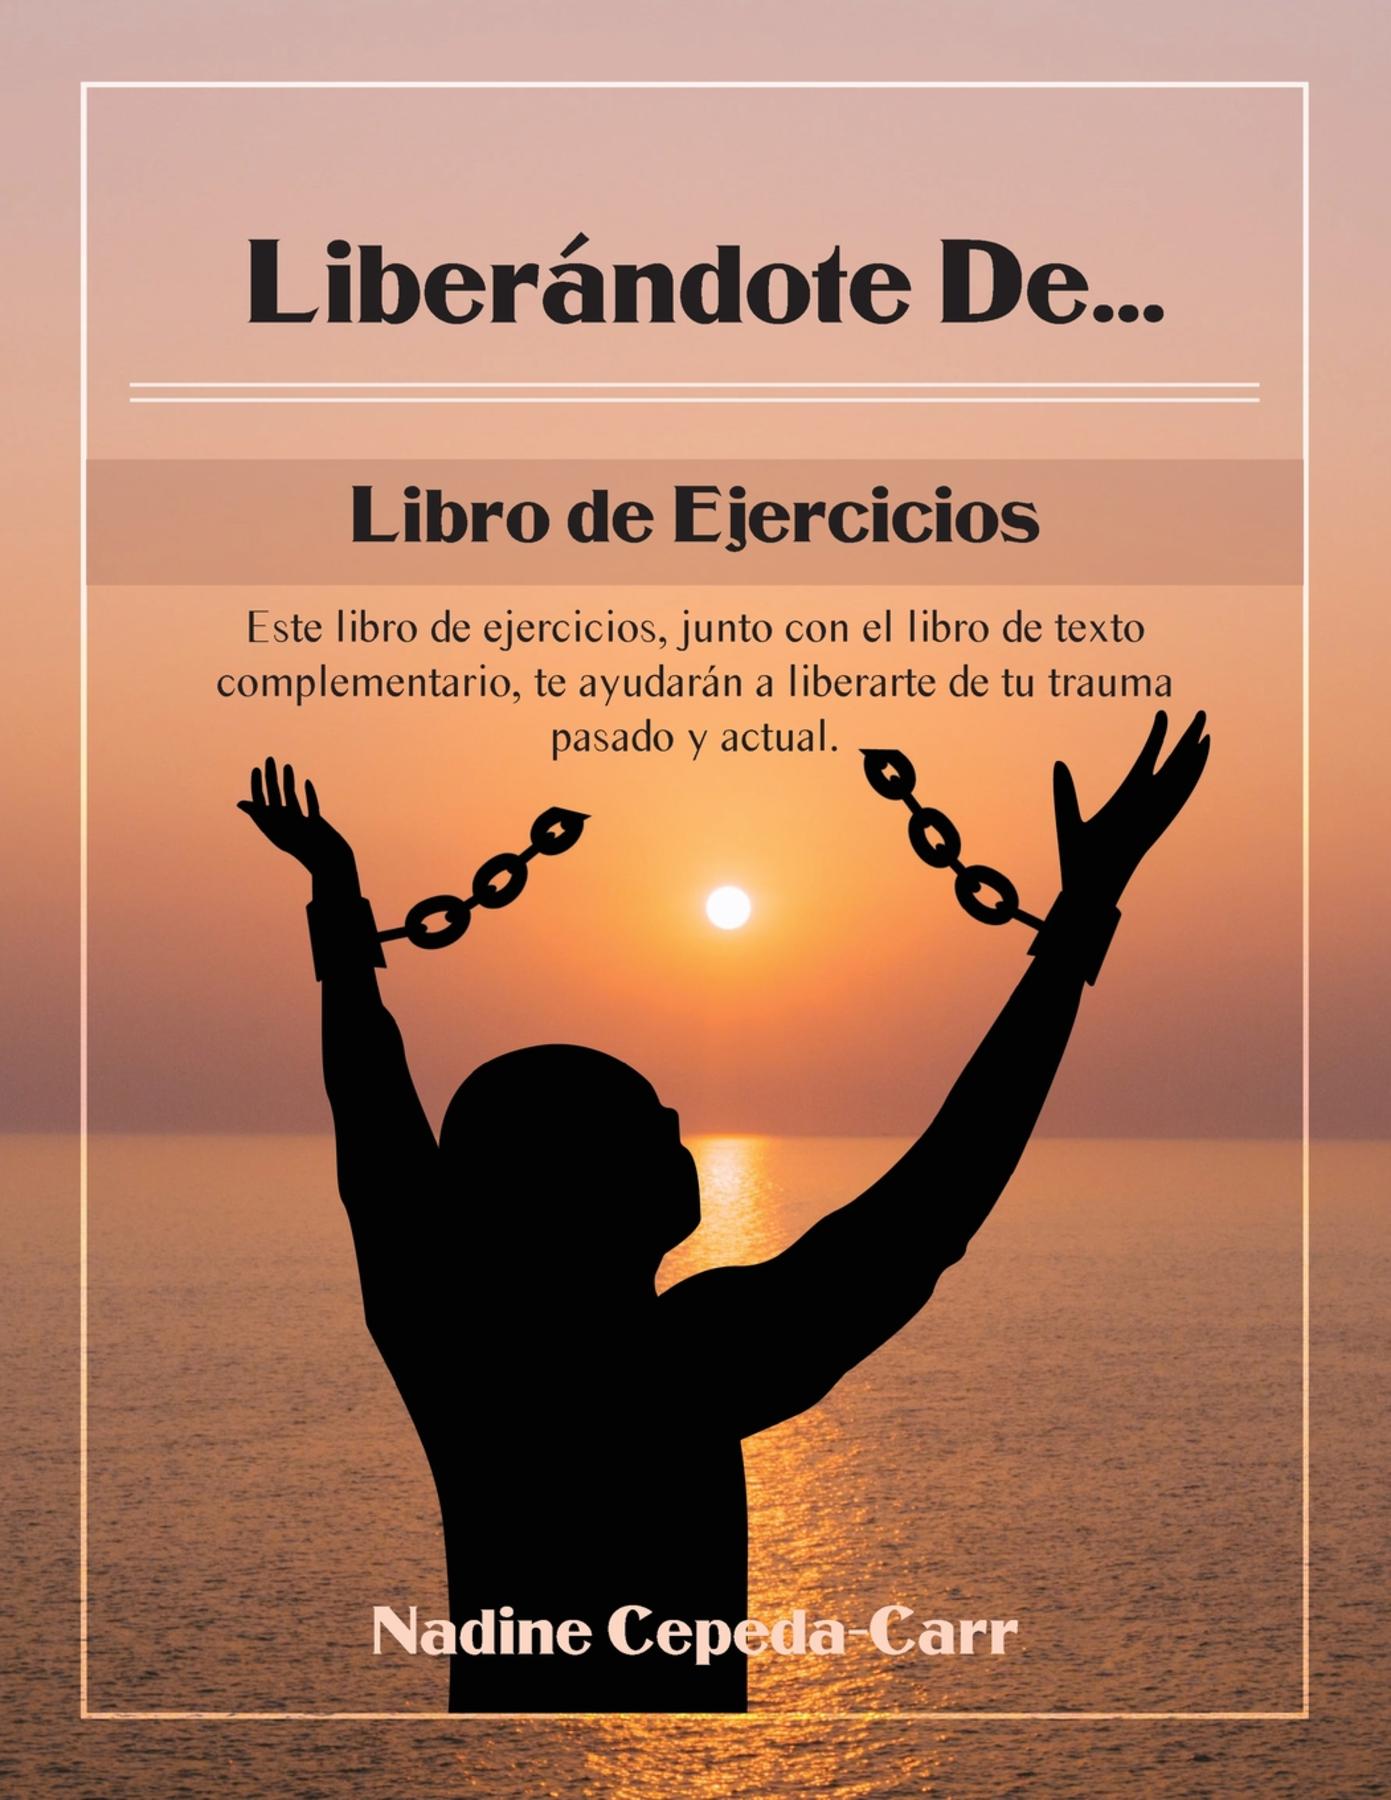 Liberándote De...
Libro de Ejercicios
Este libro de ejercicios, junto con el libro de texto
complementario, te ayudarán a liberarte de tu trauma
pasado y actual.
Nadine Cepeda-Carr